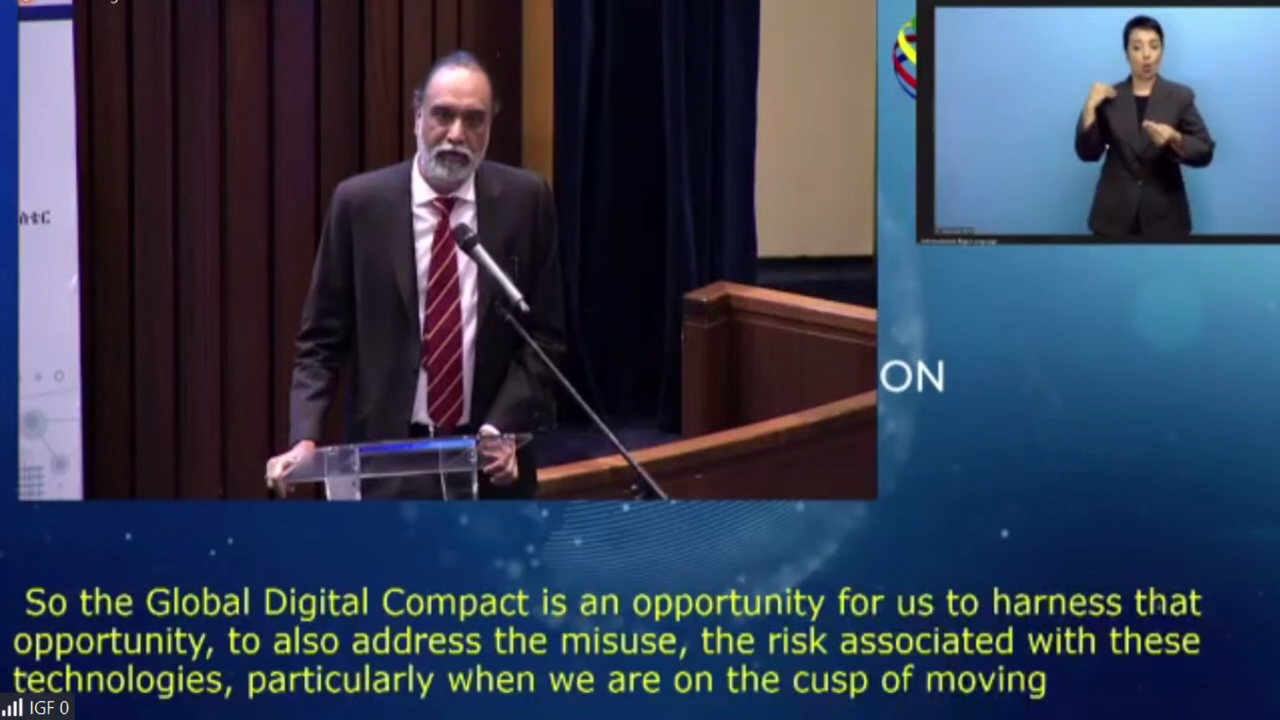 ስቴር
ON
So the Global Digital Compact is an opportunity for us to harness that
opportunity, to also address the misuse, the risk associated with these
technologies, particularly when we are on the cusp of moving
IGF 0